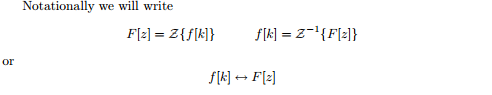 Notationally we will write
F[z] = 𝒵{f[k]} f[k] = 𝒵⁻¹{F[z]}
or
f[k] ↔ F[z]